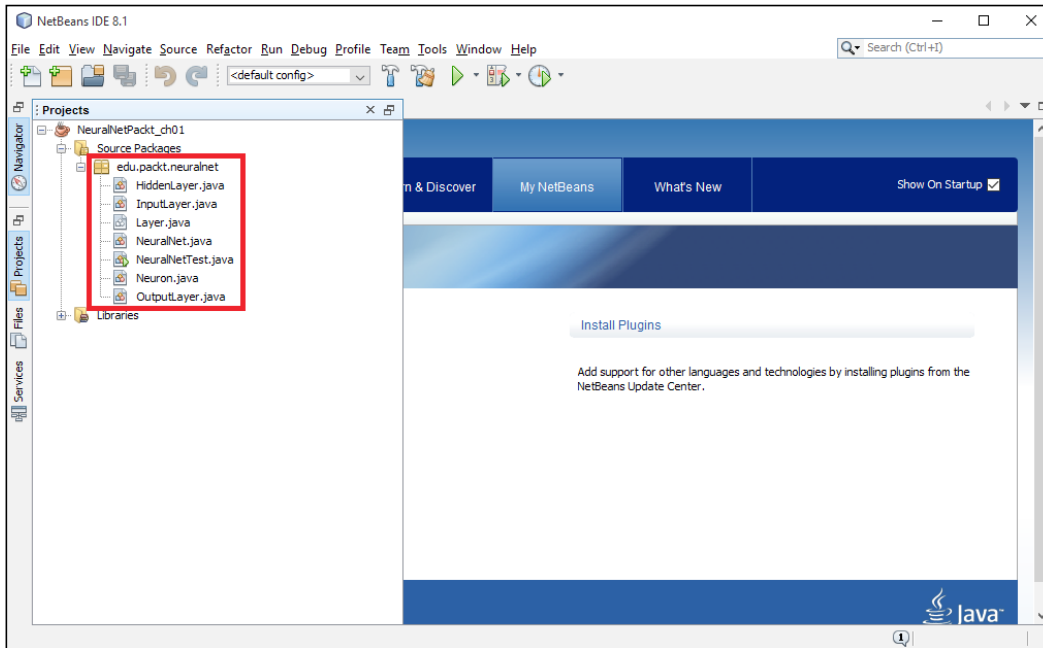 NetBeans IDE 8.1
File Edit View Navigate Source Refactor Run Debug Profile Team Tools Window Help
Search (Ctrl+I)
<default config>
Projects
Navigator
Projects
Files
Services
NeuralNetPackt_ch01
Source Packages
edu.packt.neuralnet
HiddenLayer.java
InputLayer.java
Layer.java
NeuralNet.java
NeuralNetTest.java
Neuron.java
OutputLayer.java
Libraries
n & Discover
My NetBeans
What's New
Show On Startup
Install Plugins
Add support for other languages and technologies by installing plugins from the
NetBeans Update Center.
Java™
1